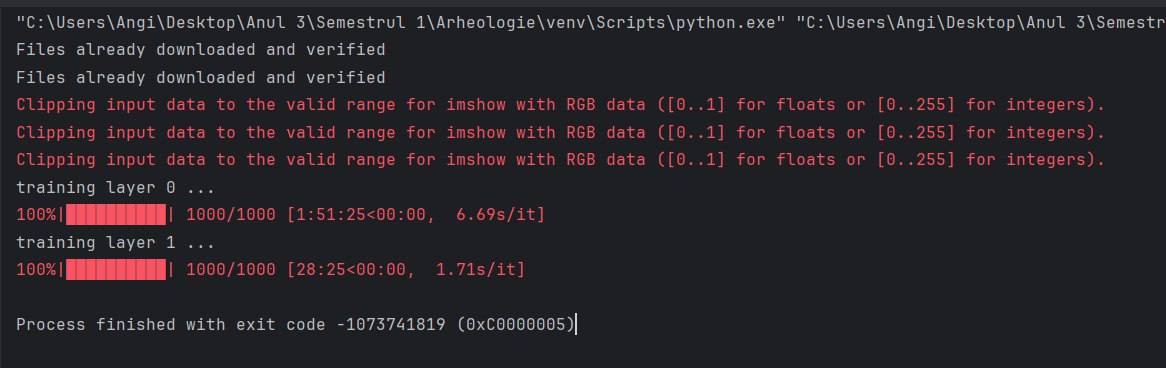 "C:\Users\Angi\Desktop\Anul 3\Semestrul 1\Arheologie\venv\Scripts\python.exe" "C:\Users\Angi\Desktop\Anul 3\Semestr
Files already downloaded and verified
Files already downloaded and verified
Clipping input data to the valid range for imshow with RGB data ([0..1] for floats or [0..255] for integers).
Clipping input data to the valid range for imshow with RGB data ([0..1] for floats or [0..255] for integers).
Clipping input data to the valid range for imshow with RGB data ([0..1] for floats or [0..255] for integers).
training layer 0 ...
100%|██████████| 1000/1000 [1:51:25<00:00,  6.69s/it]
training layer 1 ...
100%|██████████| 1000/1000 [28:25<00:00,  1.71s/it]
Process finished with exit code -1073741819 (0xC0000005)